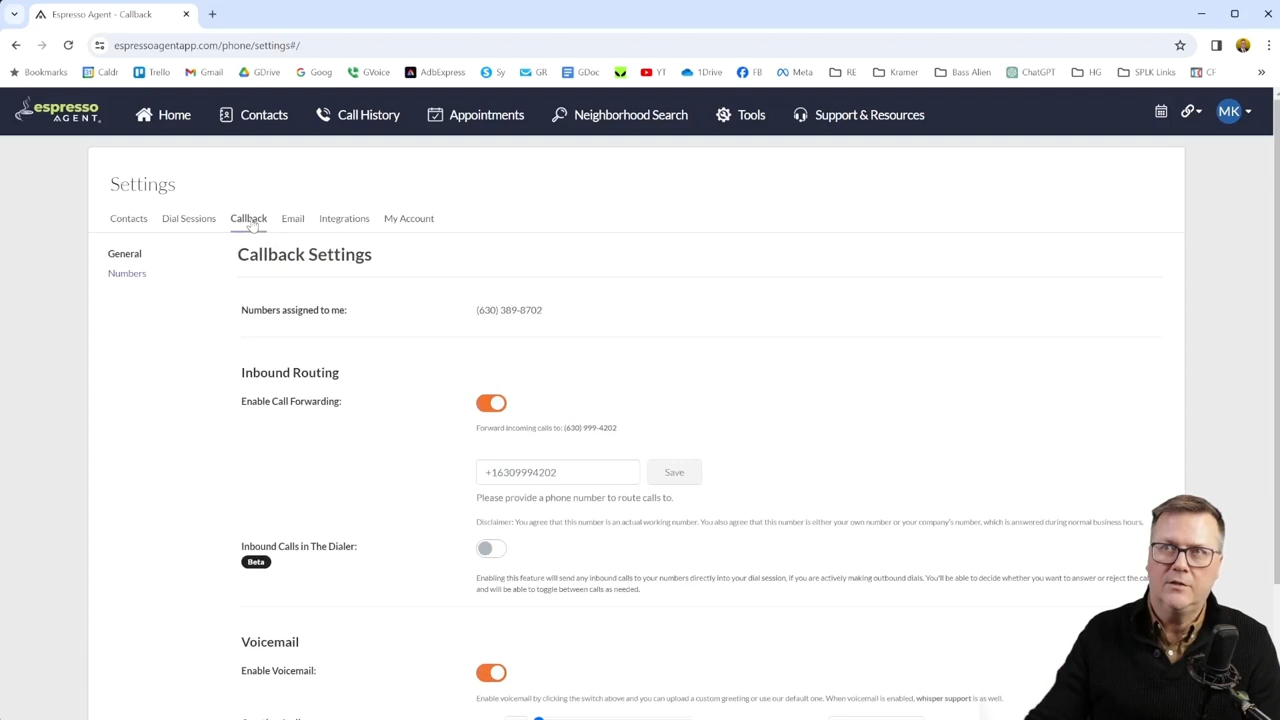 Espresso Agent - Callback
espressoagentapp.com/phone/settings#/
Bookmarks Caldr Trello Gmail GDrive Goog GVoice AdbExpress Sy GR GDoc YT 1Drive FB Meta RE Kramer Bass Alien ChatGPT HG SPLK Links CF
espresso AGENT. Home Contacts Call History Appointments Neighborhood Search Tools Support & Resources MK
Settings
Contacts Dial Sessions Callback Email Integrations My Account
General
Numbers
Callback Settings
Numbers assigned to me: (630) 389-8702
Inbound Routing
Enable Call Forwarding:
Forward incoming calls to: (630) 999-4202
+16309994202 Save
Please provide a phone number to route calls to.
Disclaimer: You agree that this number is an actual working number. You also agree that this number is either your own number or your company's number, which is answered during normal business hours.
Inbound Calls in The Dialer:
Beta
Enabling this feature will send any inbound calls to your numbers directly into your dial session, if you are actively making outbound dials. You'll be able to decide whether you want to answer or reject the
and will be able to toggle between calls as needed.
Voicemail
Enable Voicemail:
Enable voicemail by clicking the switch above and you can upload a custom greeting or use our default one. When voicemail is enabled, whisper support is as well.